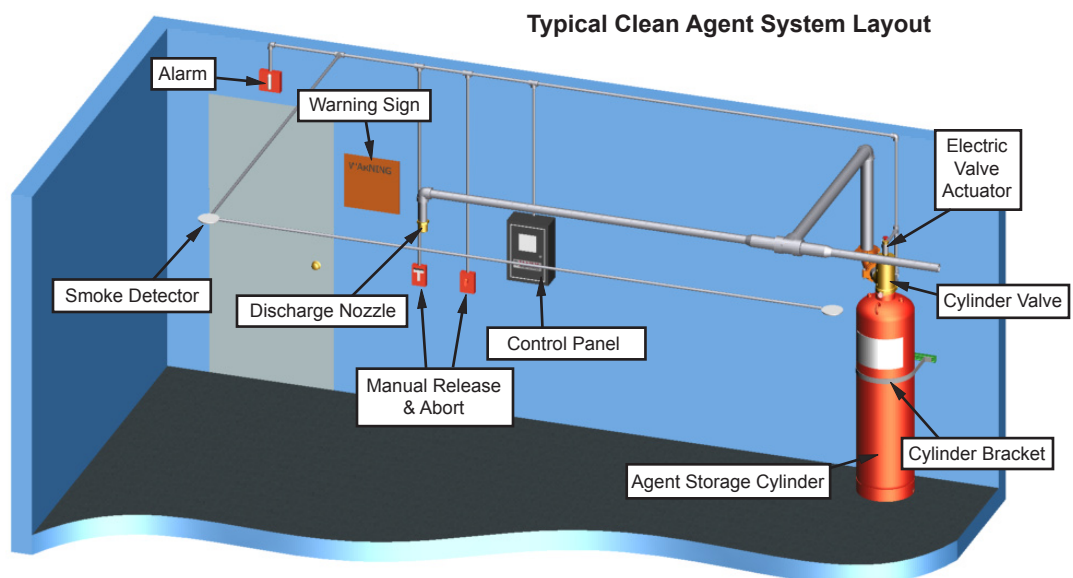 Typical Clean Agent System Layout
Alarm
Warning Sign
WARNING
Electric
Valve
Actuator
Smoke Detector
Discharge Nozzle
Control Panel
Cylinder Valve
Manual Release
& Abort
Cylinder Bracket
Agent Storage Cylinder